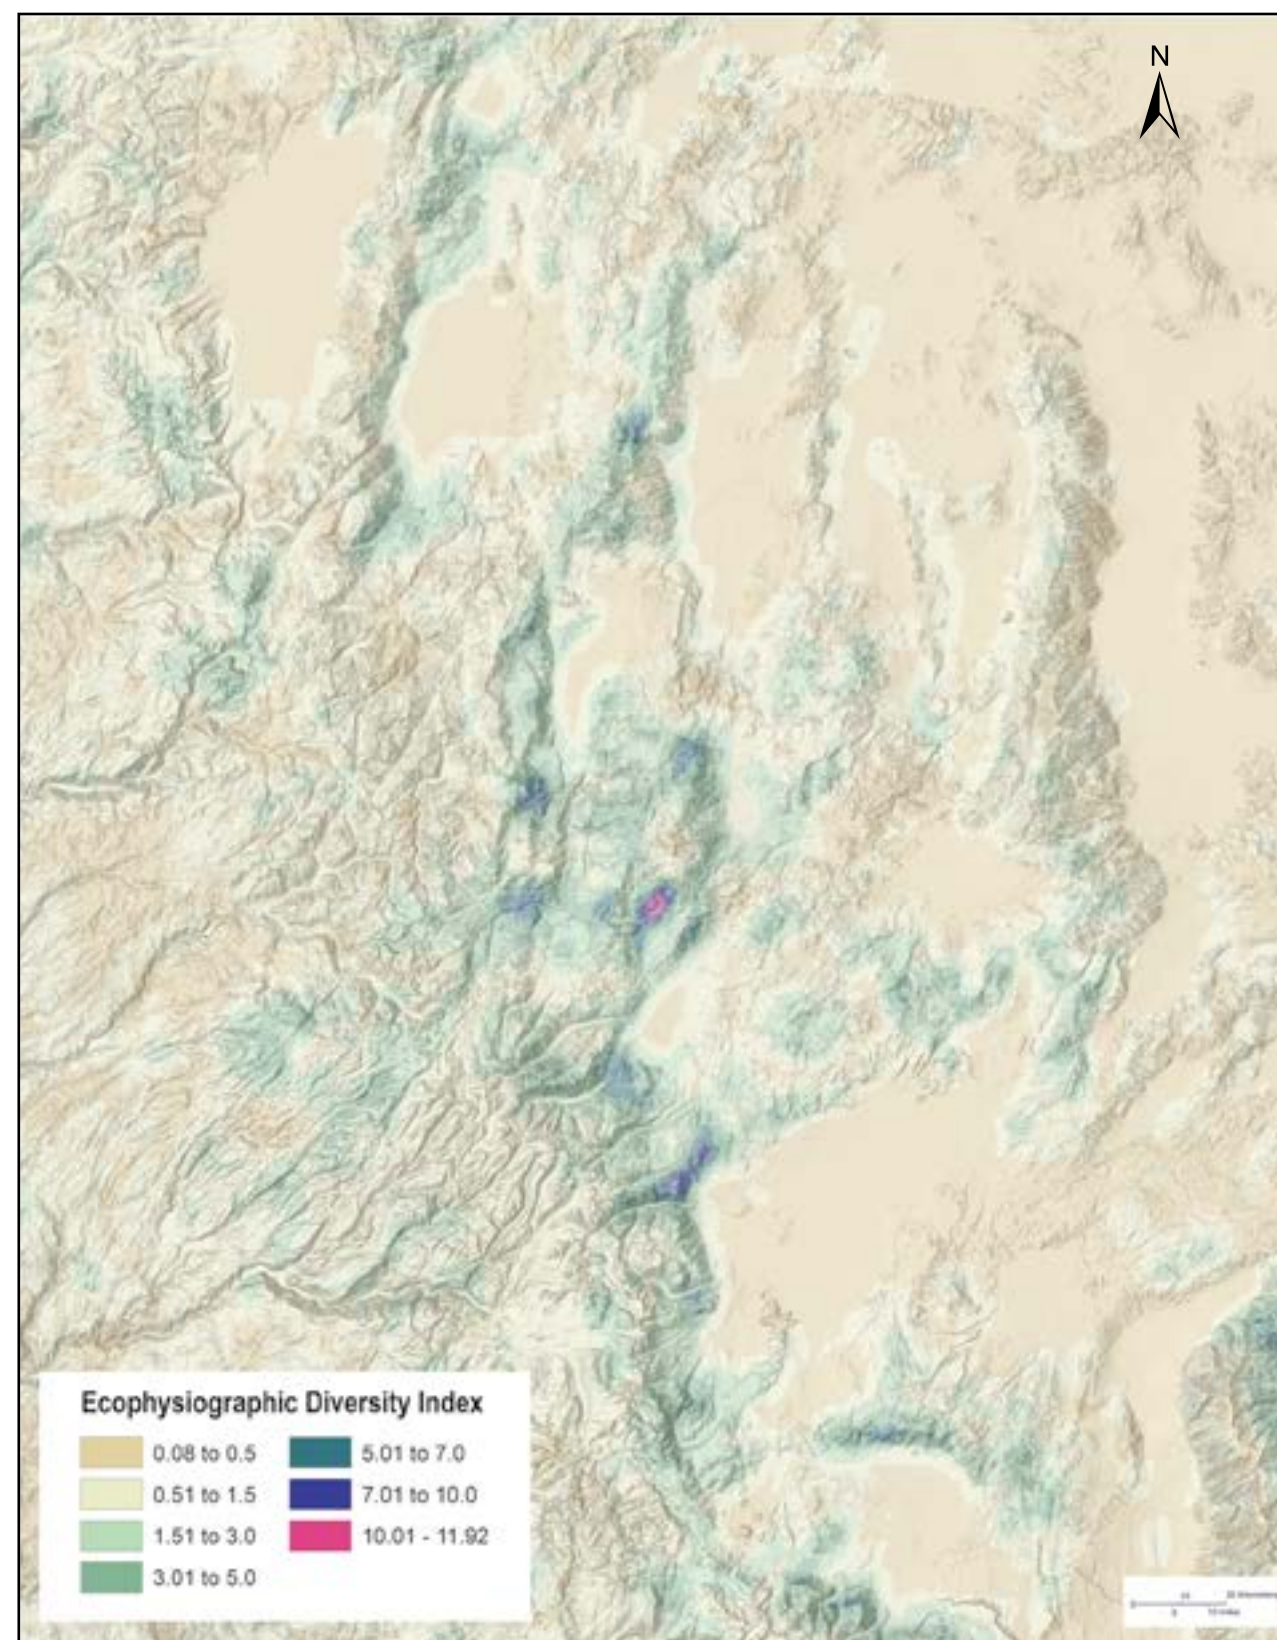 N
Ecophysiographic Diversity Index
0.08 to 0.5
0.51 to 1.5
1.51 to 3.0
3.01 to 5.0
5.01 to 7.0
7.01 to 10.0
10.01 - 11.92